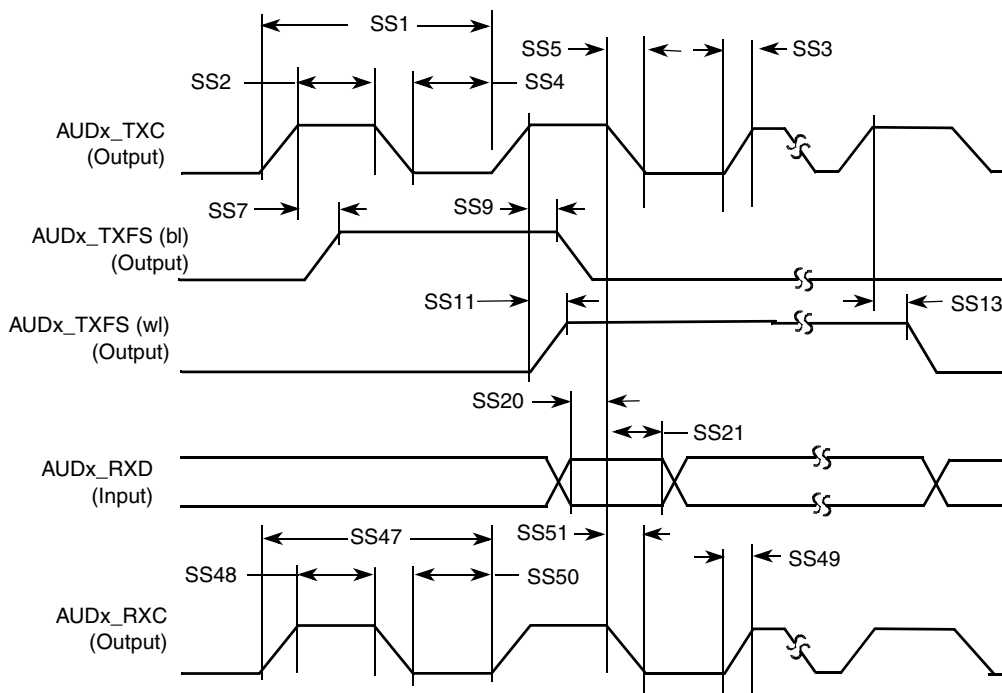 SS1
SS5
SS3
SS2
SS4
AUDx_TXC
(Output)
SS7
SS9
AUDx_TXFS (bl)
(Output)
SS11
SS13
AUDx_TXFS (wl)
(Output)
SS20
SS21
AUDx_RXD
(Input)
SS47
SS51
SS48
SS50
SS49
AUDx_RXC
(Output)